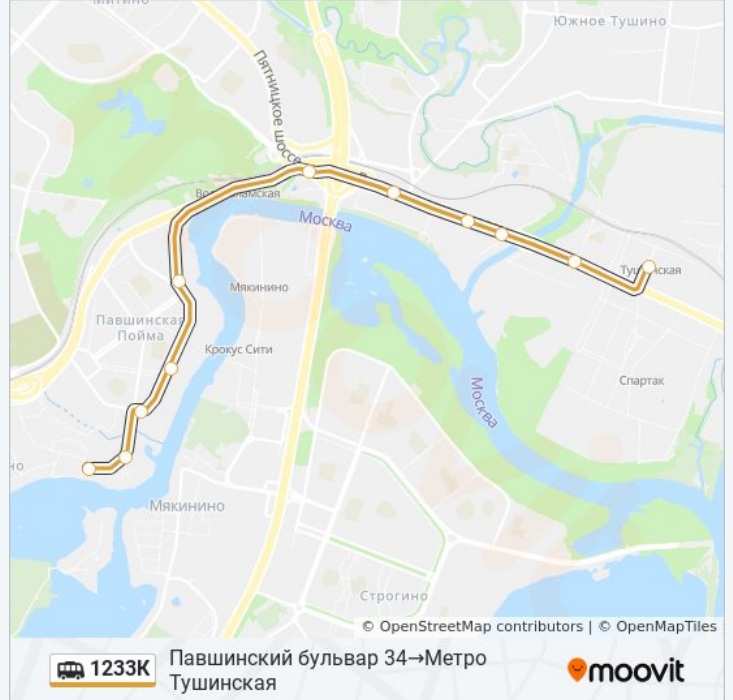 Митино
Южное Тушино
Пятницкое шоссе
Москва
Тушинская
Мякинино
Павшинская
Пойма
Крокус Сити
Спартак
Москва
Мякинино
Строгино
© OpenStreetMap contributors | © OpenMapTiles
1233К
Павшинский бульвар 34→Метро
Тушинская
moovit